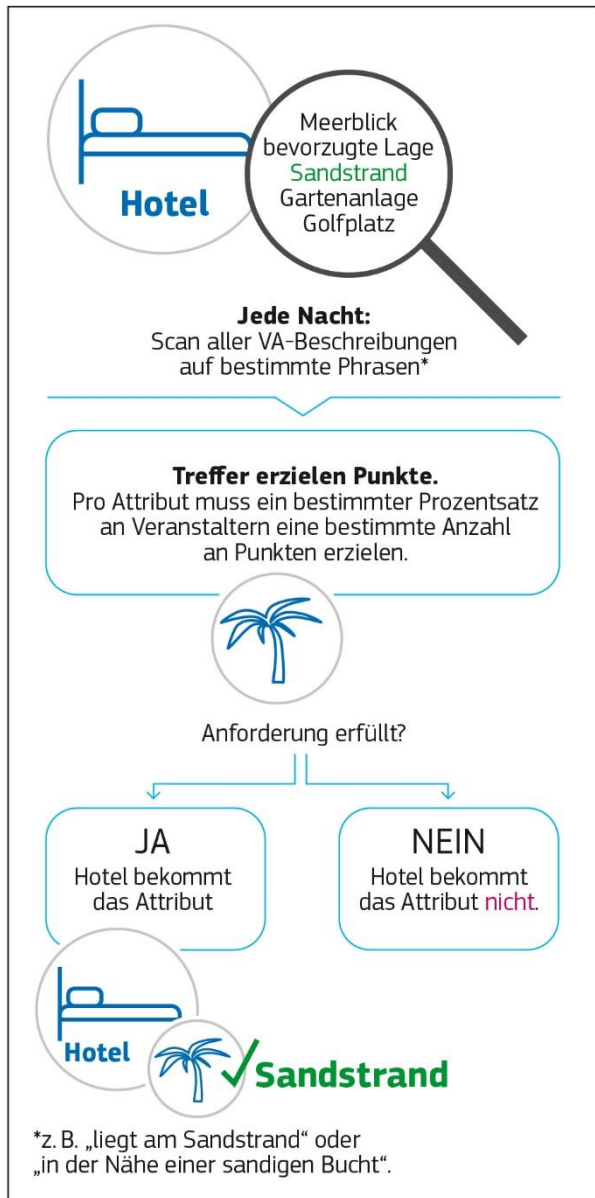 Hotel
Meerblick
bevorzugte Lage
Sandstrand
Gartenanlage
Golfplatz
Jede Nacht:
Scan aller VA-Beschreibungen
auf bestimmte Phrasen*
Treffer erzielen Punkte.
Pro Attribut muss ein bestimmter Prozentsatz
an Veranstaltern eine bestimmte Anzahl
an Punkten erzielen.
Anforderung erfüllt?
JA
Hotel bekommt
das Attribut
NEIN
Hotel bekommt
das Attribut nicht.
Hotel
Sandstrand
*z. B. „liegt am Sandstrand“ oder
„in der Nähe einer sandigen Bucht“.